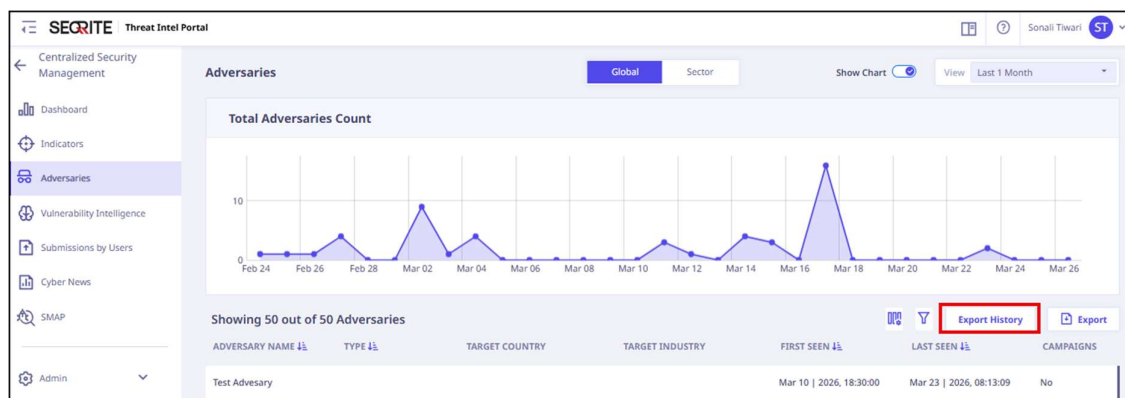 SEQRITE Threat Intel Portal
Sonali Tiwari ST
Centralized Security
Management
Dashboard
Indicators
Adversaries
Vulnerability Intelligence
Submissions by Users
Cyber News
SMAP
Admin
Adversaries
Global Sector
Show Chart
View Last 1 Month
Total Adversaries Count
10
0
Feb 24 Feb 26 Feb 28 Mar 02 Mar 04 Mar 06 Mar 08 Mar 10 Mar 12 Mar 14 Mar 16 Mar 18 Mar 20 Mar 22 Mar 24 Mar 26
Showing 50 out of 50 Adversaries
Export History Export
ADVERSARY NAME TYPE TARGET COUNTRY TARGET INDUSTRY FIRST SEEN LAST SEEN CAMPAIGNS
Test Advesary Mar 10 | 2026, 18:30:00 Mar 23 | 2026, 08:13:09 No